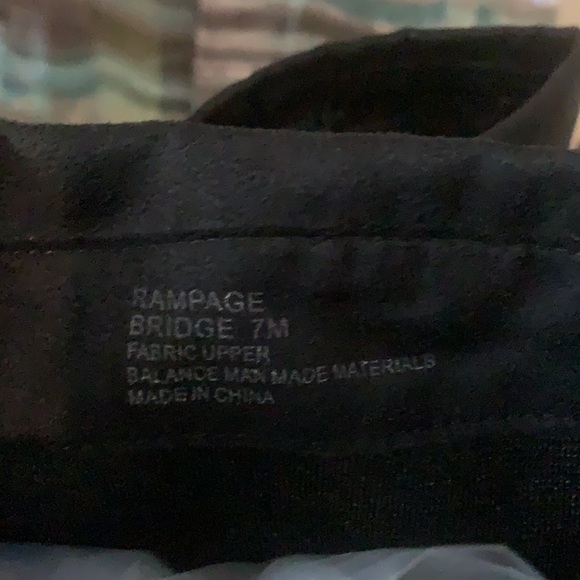 RAMPAGE
BRIDGE 7M
FABRIC UPPER
BALANCE MAN MADE MATERIALS
MADE IN CHINA